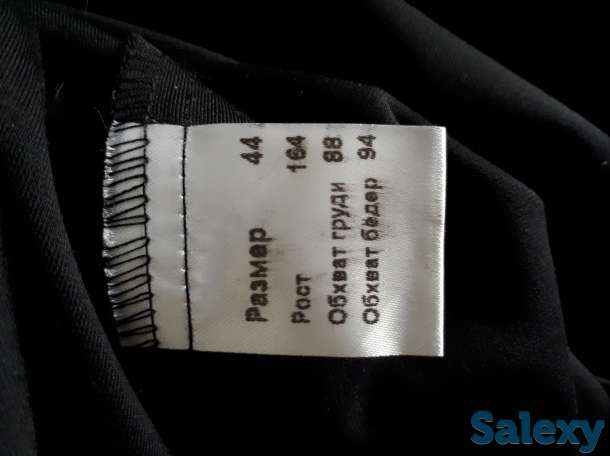 Размер 44
Рост 164
Обхват груди 88
Обхват бёдер 94
Salexy